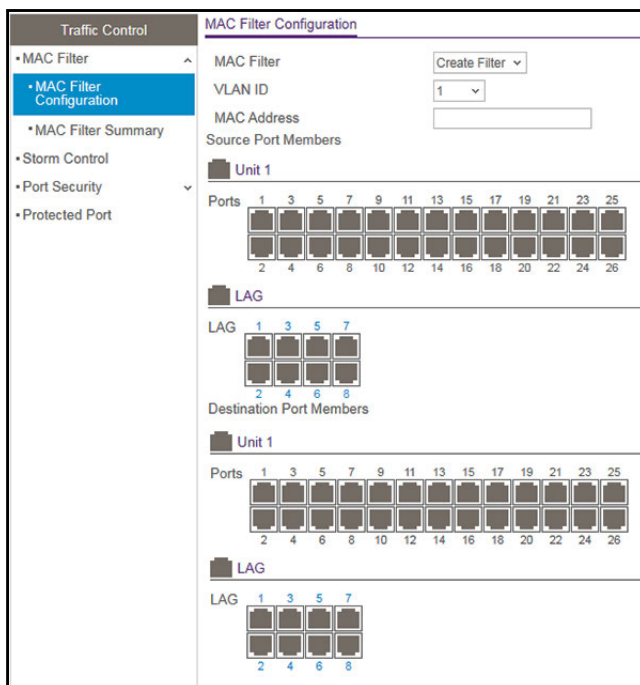 Traffic Control
MAC Filter
MAC Filter
Configuration
MAC Filter Summary
Storm Control
Port Security
Protected Port
MAC Filter Configuration
MAC Filter Create Filter
VLAN ID 1
MAC Address
Source Port Members
Unit 1
Ports 1 3 5 7 9 11 13 15 17 19 21 23 25
2 4 6 8 10 12 14 16 18 20 22 24 26
LAG
LAG 1 3 5 7
2 4 6 8
Destination Port Members
Unit 1
Ports 1 3 5 7 9 11 13 15 17 19 21 23 25
2 4 6 8 10 12 14 16 18 20 22 24 26
LAG
LAG 1 3 5 7
2 4 6 8